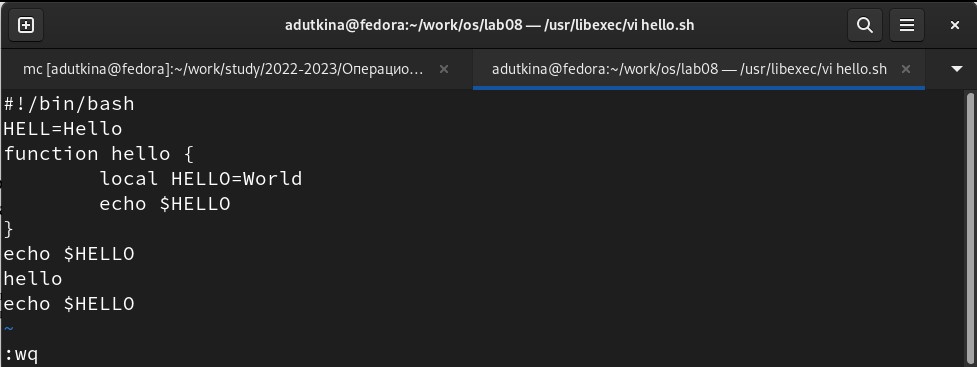 adutkina@fedora:~/work/os/lab08 — /usr/libexec/vi hello.sh
mc [adutkina@fedora]:~/work/study/2022-2023/Операцио… × adutkina@fedora:~/work/os/lab08 — /usr/libexec/vi hello.sh ×
#!/bin/bash
HELL=Hello
function hello {
        local HELLO=World
        echo $HELLO
}
echo $HELLO
hello
echo $HELLO
~
:wq